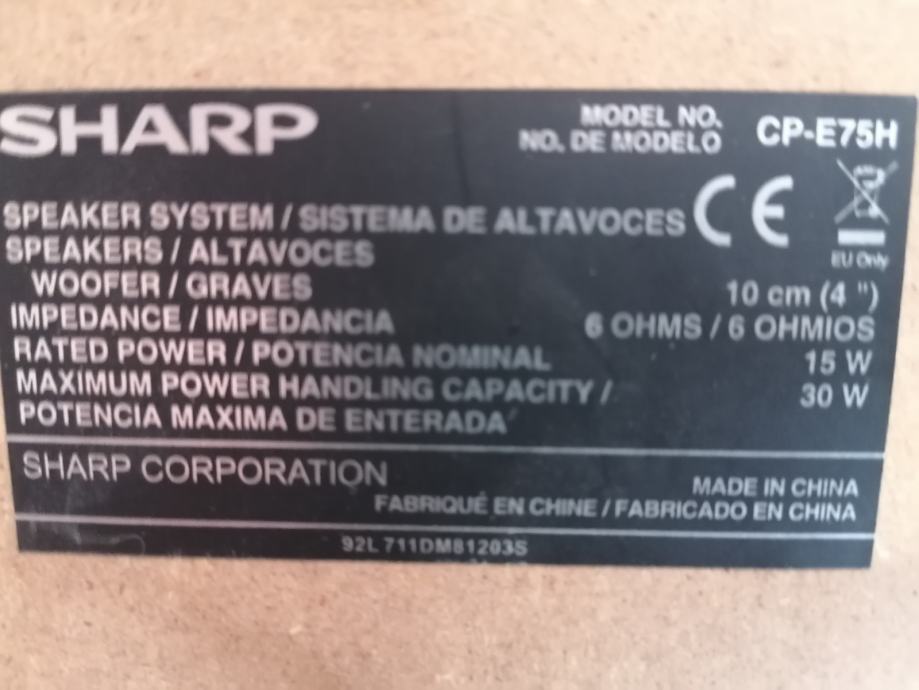 SHARP
MODEL NO.
NO. DE MODELO
CP-E75H
SPEAKER SYSTEM / SISTEMA DE ALTAVOCES
CE
SPEAKERS / ALTAVOCES
EU Only
WOOFER / GRAVES 10 cm (4 ")
IMPEDANCE / IMPEDANCIA 6 OHMS / 6 OHMIOS
RATED POWER / POTENCIA NOMINAL 15 W
MAXIMUM POWER HANDLING CAPACITY / 30 W
POTENCIA MAXIMA DE ENTERADA
SHARP CORPORATION
MADE IN CHINA
FABRIQUÉ EN CHINE / FABRICADO EN CHINA
92L711DM81203S